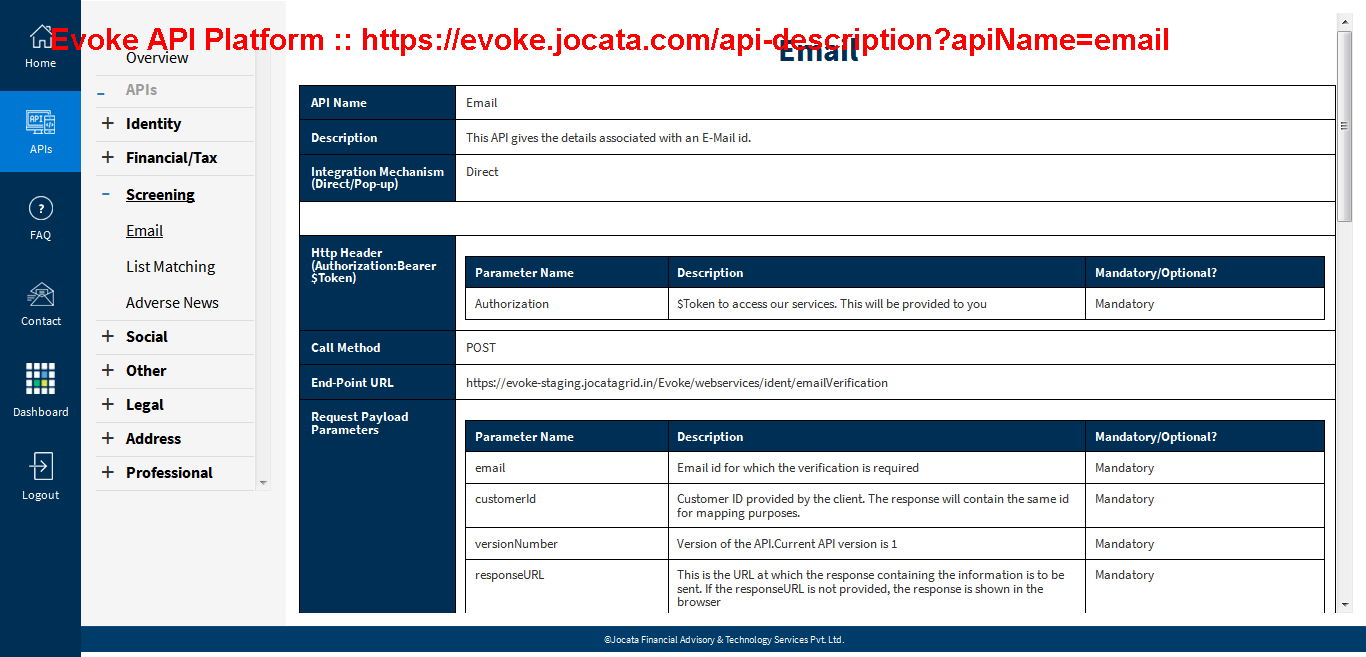 Evoke API Platform :: https://evoke.jocata.com/api-description?apiName=email
Home
APIs
FAQ
Contact
Dashboard
Logout
Overview
APIs
Identity
Financial/Tax
Screening
Email
List Matching
Adverse News
Social
Other
Legal
Address
Professional
Email
API Name
Email
Description
This API gives the details associated with an E-Mail id.
Integration Mechanism
(Direct/Pop-up)
Direct
Http Header
(Authorization:Bearer
$Token)
Parameter Name Description Mandatory/Optional?
Authorization $Token to access our services. This will be provided to you Mandatory
Call Method
POST
End-Point URL
https://evoke-staging.jocatagrid.in/Evoke/webservices/ident/emailVerification
Request Payload
Parameters
Parameter Name Description Mandatory/Optional?
email Email id for which the verification is required Mandatory
customerId Customer ID provided by the client. The response will contain the same id Mandatory
for mapping purposes.
versionNumber Version of the API.Current API version is 1 Mandatory
responseURL This is the URL at which the response containing the information is to be Mandatory
sent. If the responseURL is not provided, the response is shown in the
browser
©Jocata Financial Advisory & Technology Services Pvt. Ltd.